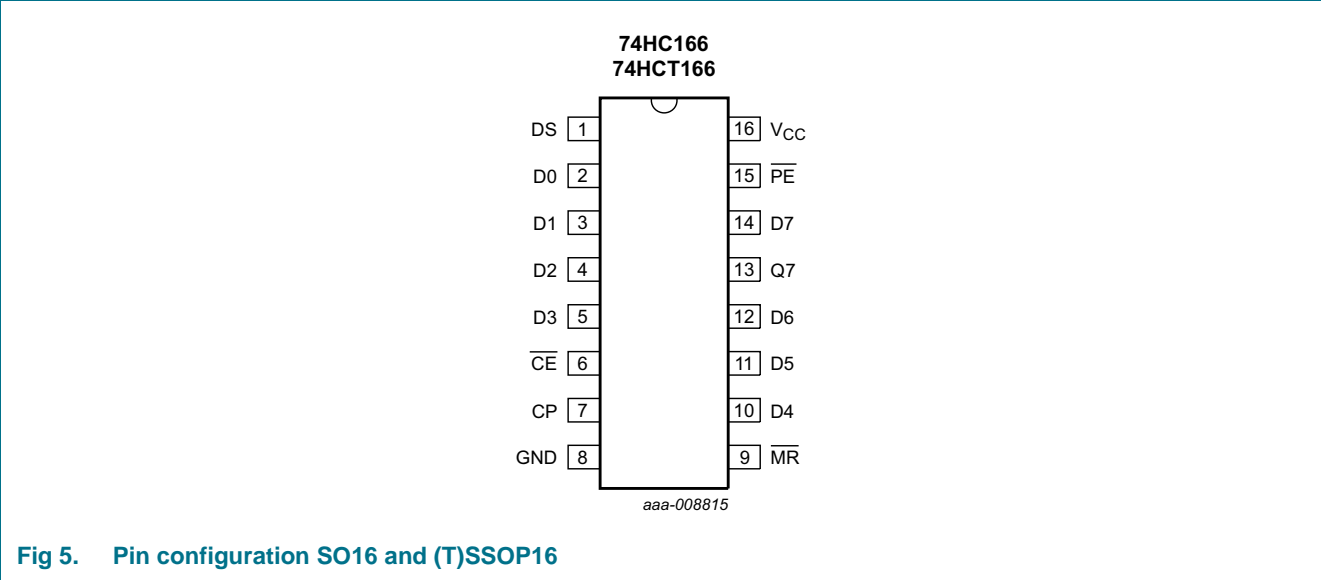 74HC166
74HCT166
DS 1 16 VCC
D0 2 15 PE
D1 3 14 D7
D2 4 13 Q7
D3 5 12 D6
CE 6 11 D5
CP 7 10 D4
GND 8 9 MR
aaa-008815
Fig 5. Pin configuration SO16 and (T)SSOP16